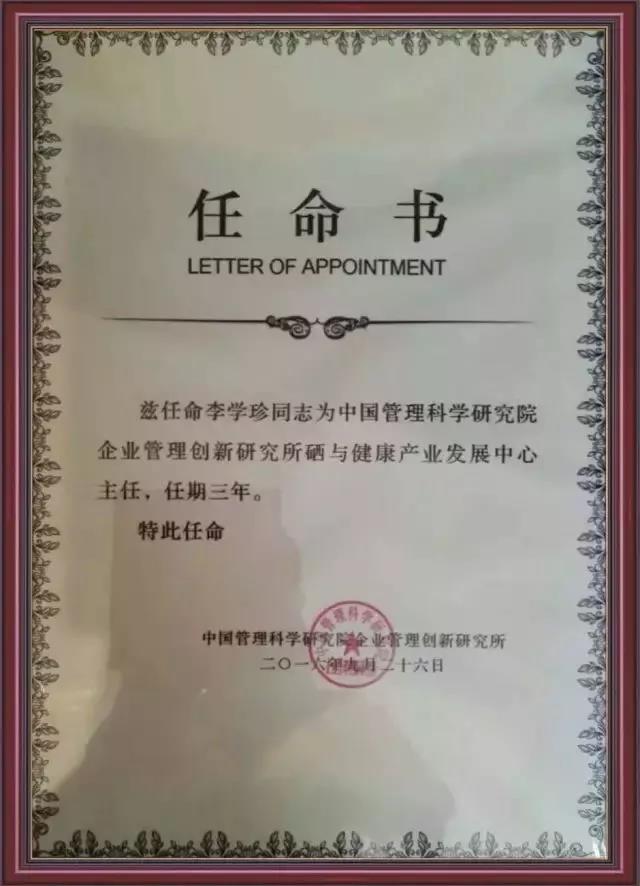 任命书
LETTER OF APPOINTMENT
兹任命李学珍同志为中国管理科学研究院
企业管理创新研究所硒与健康产业发展中心
主任，任期三年。
特此任命
中国管理科学研究院企业管理创新研究所
二〇一六年九月二十六日